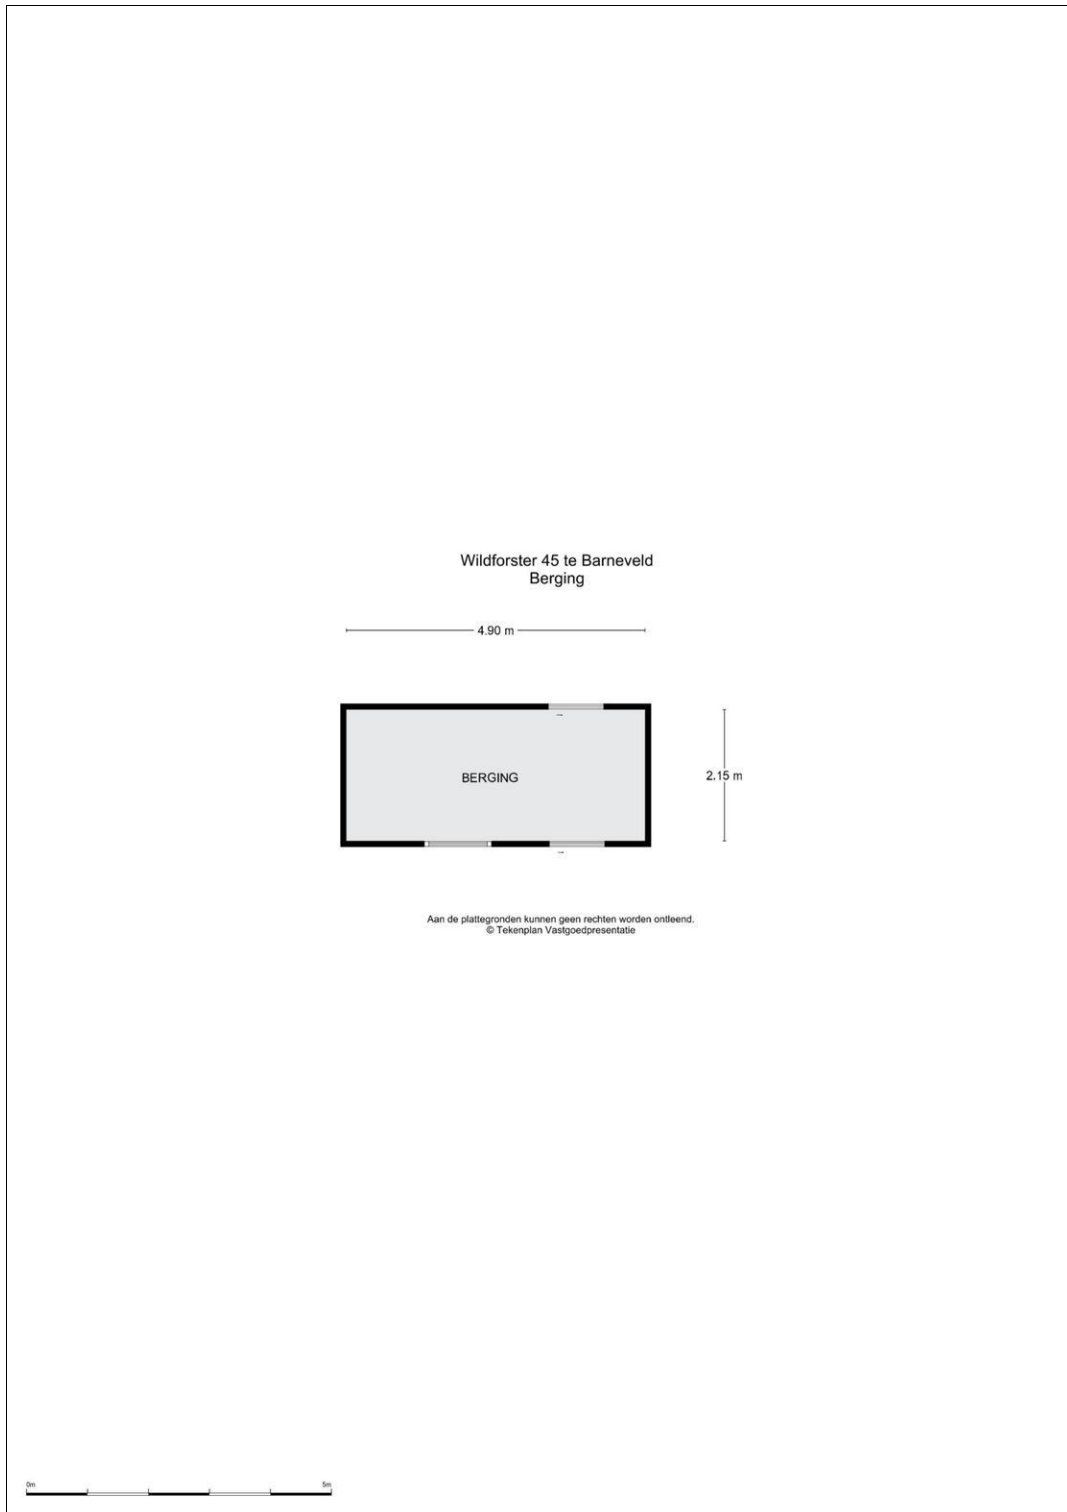 Wildforster 45 te Barneveld
Berging
4.90 m
BERGING
2.15 m
Aan de plattegronden kunnen geen rechten worden ontleend.
© Tekenplan Vastgoedpresentatie
0m 5m